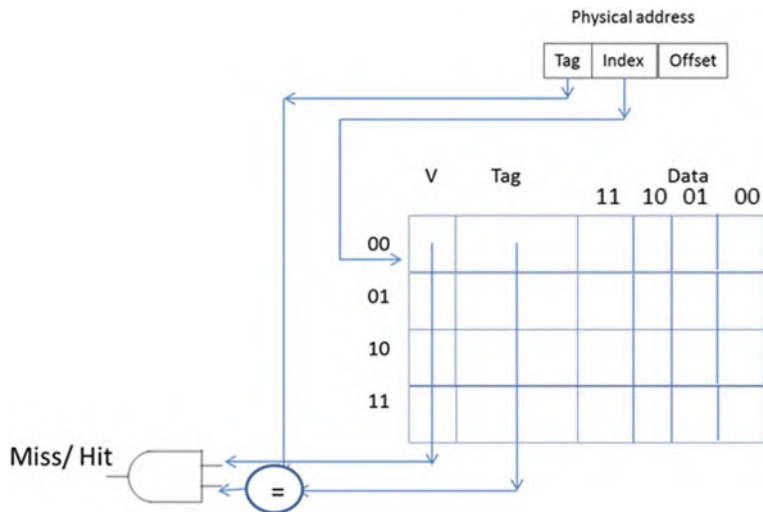 Physical address
Tag Index Offset
V Tag Data
11 10 01 00
00
01
10
11
Miss/ Hit
=